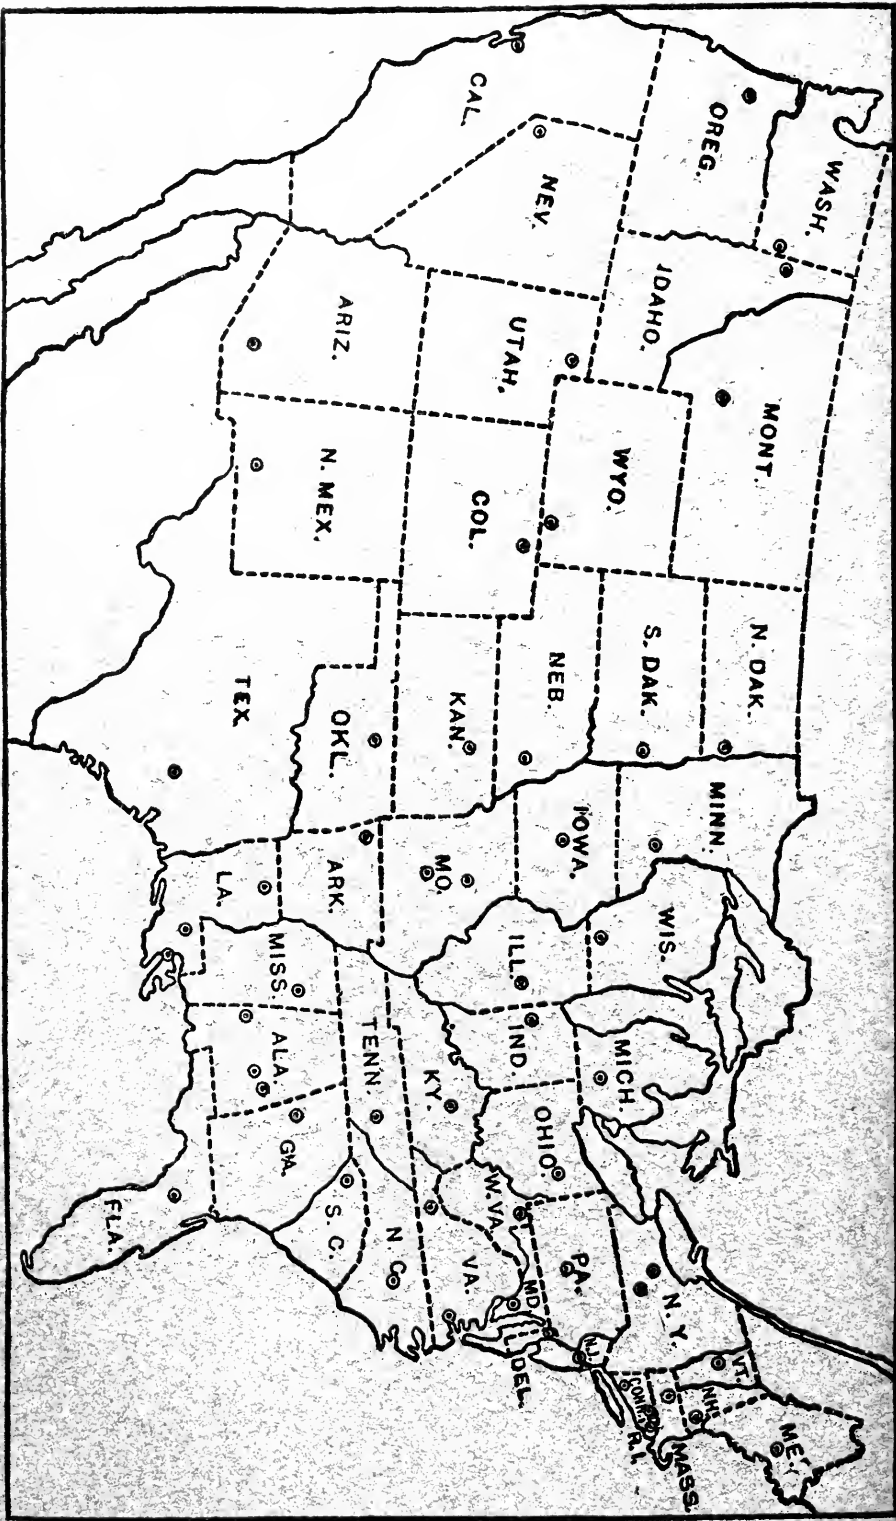 WASH.
OREG.
CAL.
NEV.
IDAHO.
MONT.
WYO.
UTAH.
ARIZ.
COL.
N. MEX.
N. DAK.
S. DAK.
NEB.
KAN.
OKL.
TEX.
MINN.
IOWA.
MO.
ARK.
LA.
WIS.
ILL.
MICH.
IND.
OHIO.
KY.
TENN.
MISS.
ALA.
GA.
FLA.
S. C.
N. C.
VA.
W. VA.
PA.
MD.
DEL.
N. J.
N. Y.
VT.
N.H.
ME.
MASS.
R.I.